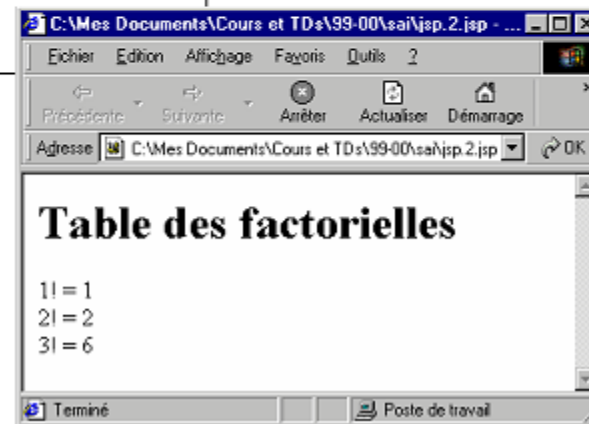 C:\Mes Documents\Cours et TDs\99-00\sai\jsp.2.jsp - ...
Fichier Edition Affichage Favoris Outils ?
Précédente Suivante Arrêter Actualiser Démarrage
Adresse C:\Mes Documents\Cours et TDs\99-00\sai\jsp.2.jsp OK
Table des factorielles
1! = 1
2! = 2
3! = 6
Terminé Poste de travail